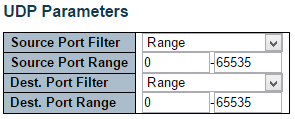 UDP Parameters
Source Port Filter Range
Source Port Range 0 -65535
Dest. Port Filter Range
Dest. Port Range 0 -65535